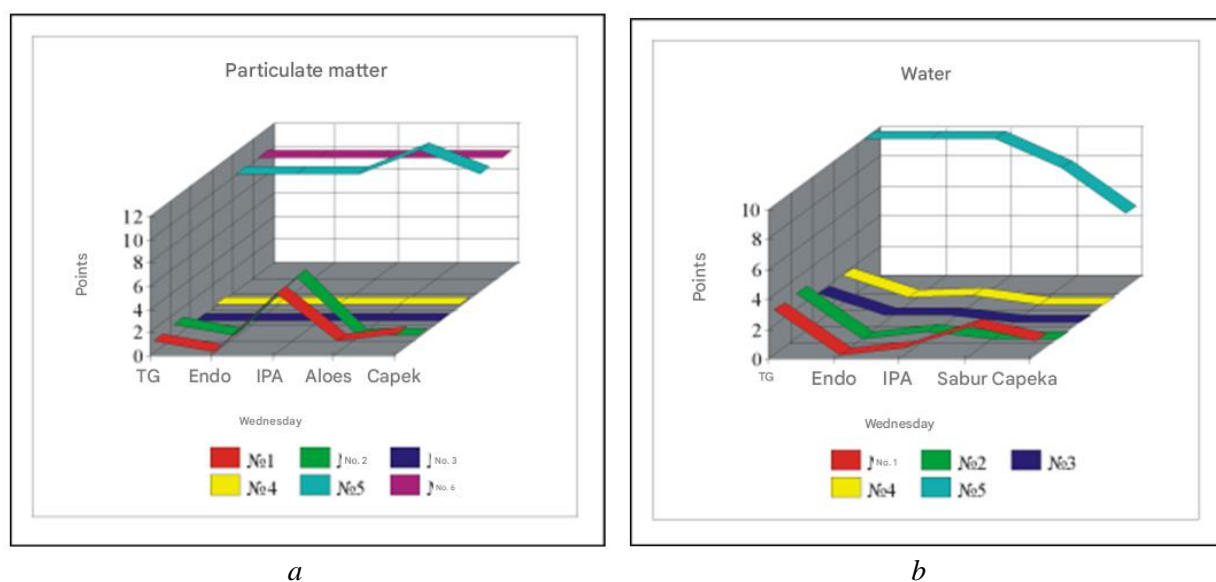 Particulate matter
12
10
8
6
4
2
0
Points
TG Endo IPA Aloes Capek
Wednesday
№1 No. 2 No. 3
№4 №5 No. 6
a
Water
10
8
6
4
2
0
Points
TG Endo IPA Sabur Capeka
Wednesday
No. 1 №2 №3
№4 №5
b